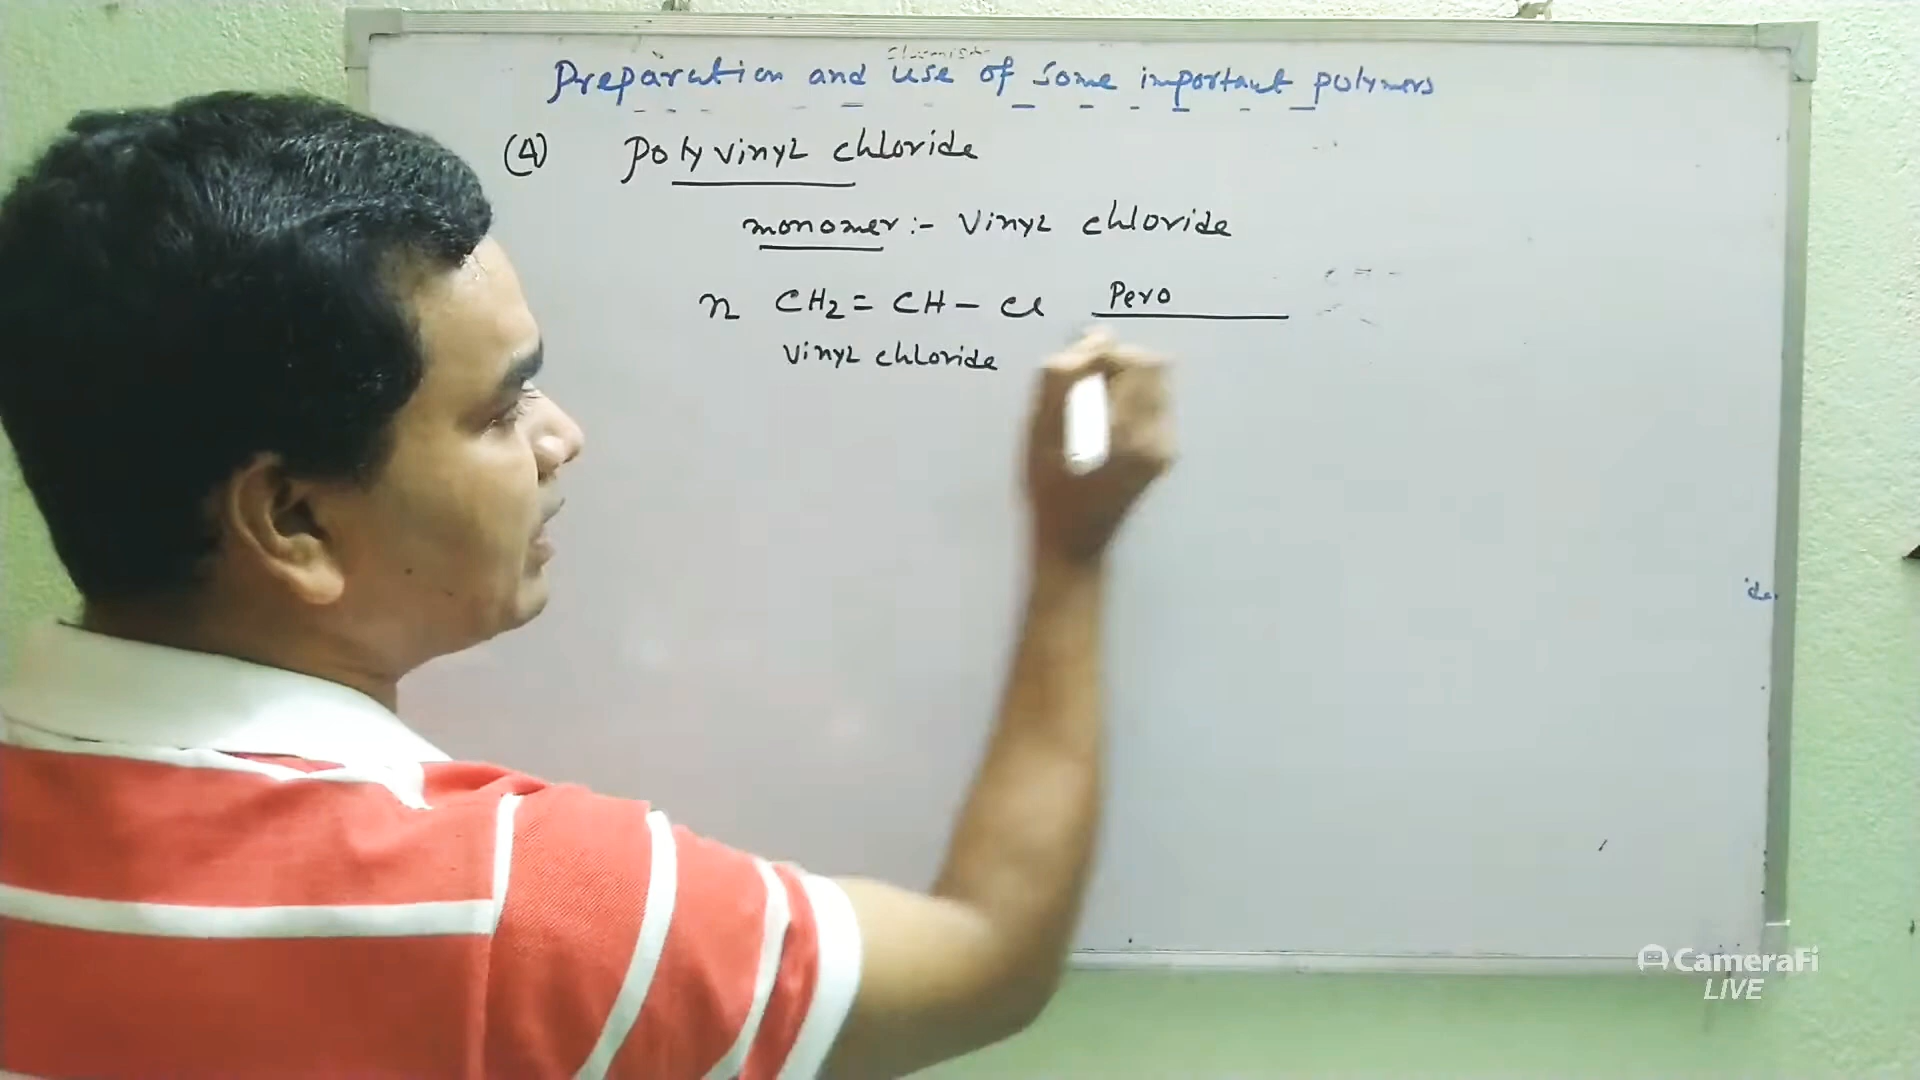 Preparation and use of some important polymers
(4) Polyvinyl chloride
monomer :- Vinyl chloride
n CH2 = CH - Cl Pero
Vinyl chloride
de.
CameraFi
LIVE